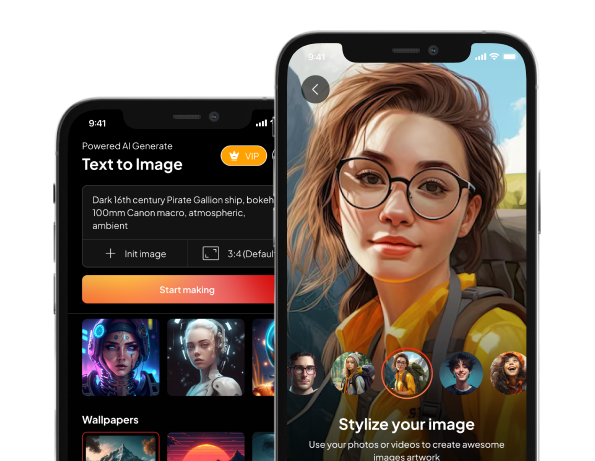 9:41
Powered AI Generate
Text to Image
VIP
Dark 16th century Pirate Gallion ship, bokeh
100mm Canon macro, atmospheric,
ambient
Init image
3:4 (Defaul
Start making
Wallpapers
9:41
Stylize your image
Use your photos or videos to create awesome
images artwork